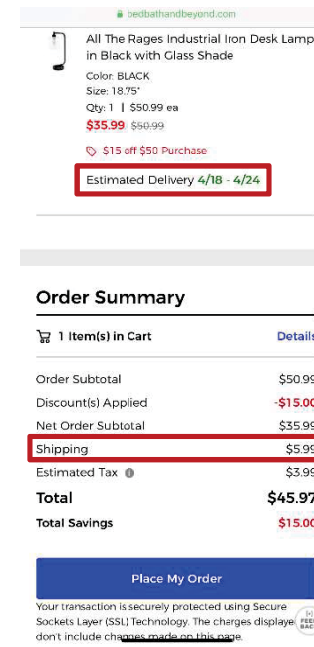 bedbathandbeyond.com
All The Rages Industrial Iron Desk Lamp
in Black with Glass Shade
Color: BLACK
Size: 18.75"
Qty: 1 | $50.99 ea
$35.99 $50.99
$15 off $50 Purchase
Estimated Delivery 4/18 - 4/24
Order Summary
1 Item(s) in Cart Details
Order Subtotal $50.99
Discount(s) Applied -$15.00
Net Order Subtotal $35.99
Shipping $5.99
Estimated Tax $3.99
Total $45.97
Total Savings $15.00
Place My Order
Your transaction is securely protected using Secure
Sockets Layer (SSL) Technology. The charges displaye
don't include changes made on this page.